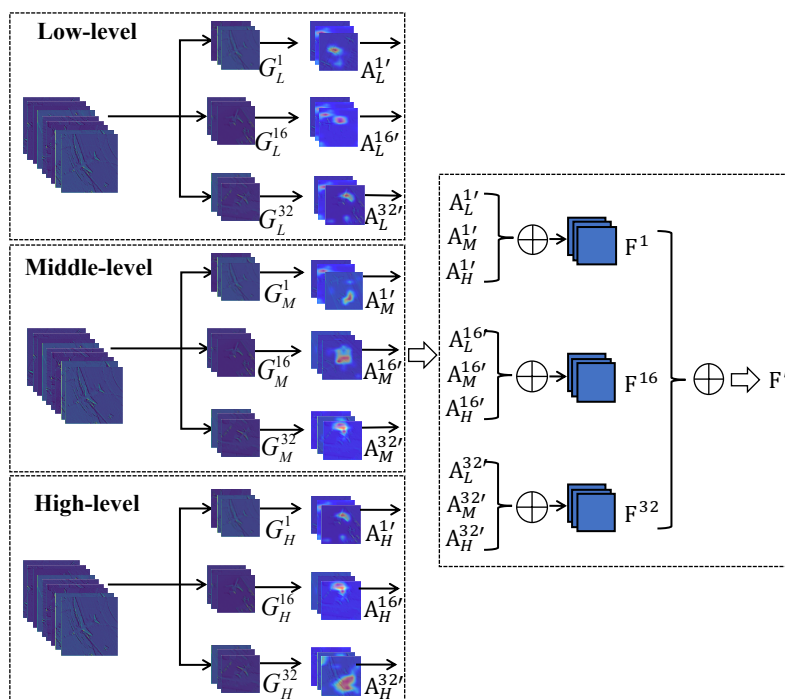 Low-level
G_L^1
A_L^{1′}
G_L^{16}
A_L^{16′}
G_L^{32}
A_L^{32′}
Middle-level
G_M^1
A_M^{1′}
G_M^{16}
A_M^{16′}
G_M^{32}
A_M^{32′}
High-level
G_H^1
A_H^{1′}
G_H^{16}
A_H^{16′}
G_H^{32}
A_H^{32′}
A_L^{1′}
A_M^{1′}
A_H^{1′}
F^1
A_L^{16′}
A_M^{16′}
A_H^{16′}
F^{16}
A_L^{32′}
A_M^{32′}
A_H^{32′}
F^{32}
F′